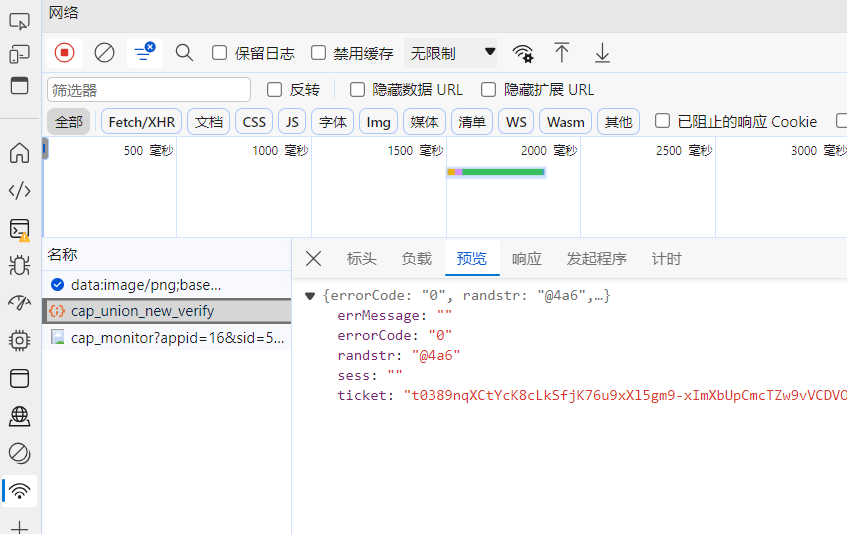 网络
保留日志 禁用缓存 无限制
筛选器 反转 隐藏数据 URL 隐藏扩展 URL
全部 Fetch/XHR 文档 CSS JS 字体 Img 媒体 清单 WS Wasm 其他 已阻止的响应 Cookie
500 毫秒 1000 毫秒 1500 毫秒 2000 毫秒 2500 毫秒 3000 毫秒
名称 标头 负载 预览 响应 发起程序 计时
data:image/png;base...
cap_union_new_verify
cap_monitor?appid=16&sid=5...
{errorCode: "0", randstr: "@4a6",…}
errMessage: ""
errorCode: "0"
randstr: "@4a6"
sess: ""
ticket: "t0389nqXCtYcK8cLkSfjK76u9xXl5gm9-xImXbUpCmcTZw9vVCDVO